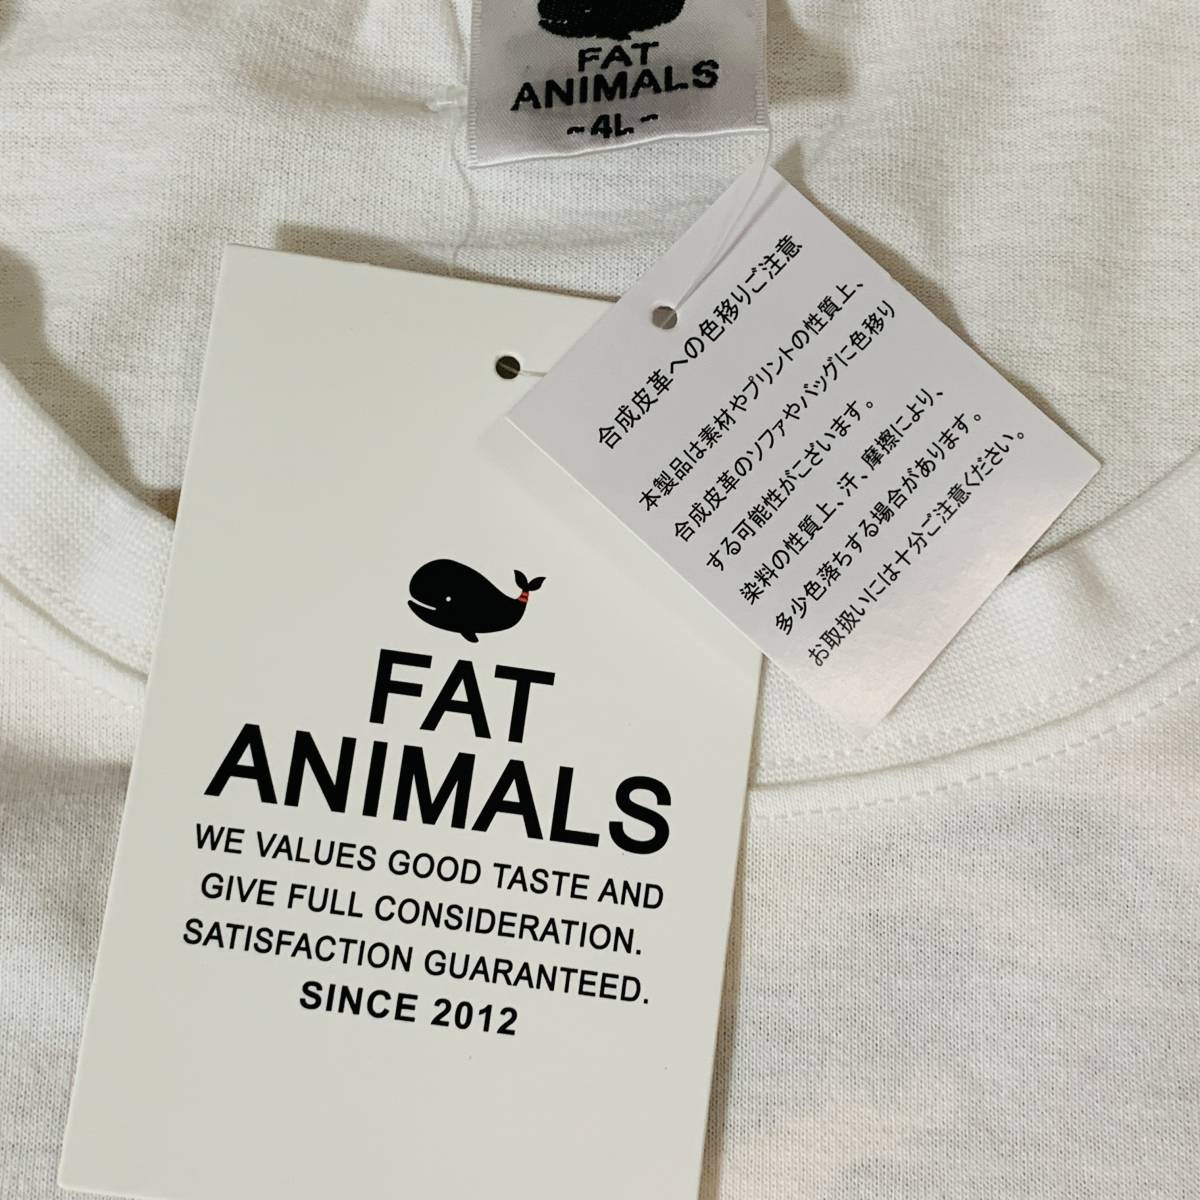 FAT
ANIMALS
~4L~
合成皮革への色移りご注意
本製品は素材やプリントの性質上、
合成皮革のソファやバッグに色移り
する可能性がございます。
染料の性質上、汗、摩擦により、
多少色落ちする場合があります。
お取扱いには十分ご注意ください。
FAT
ANIMALS
WE VALUES GOOD TASTE AND
GIVE FULL CONSIDERATION.
SATISFACTION GUARANTEED.
SINCE 2012